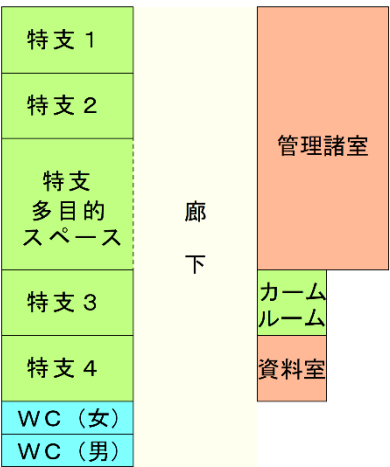 特支１
特支２
特支
多目的
スペース
特支３
特支４
ＷＣ（女）
ＷＣ（男）
廊
下
管理諸室
カーム
ルーム
資料室